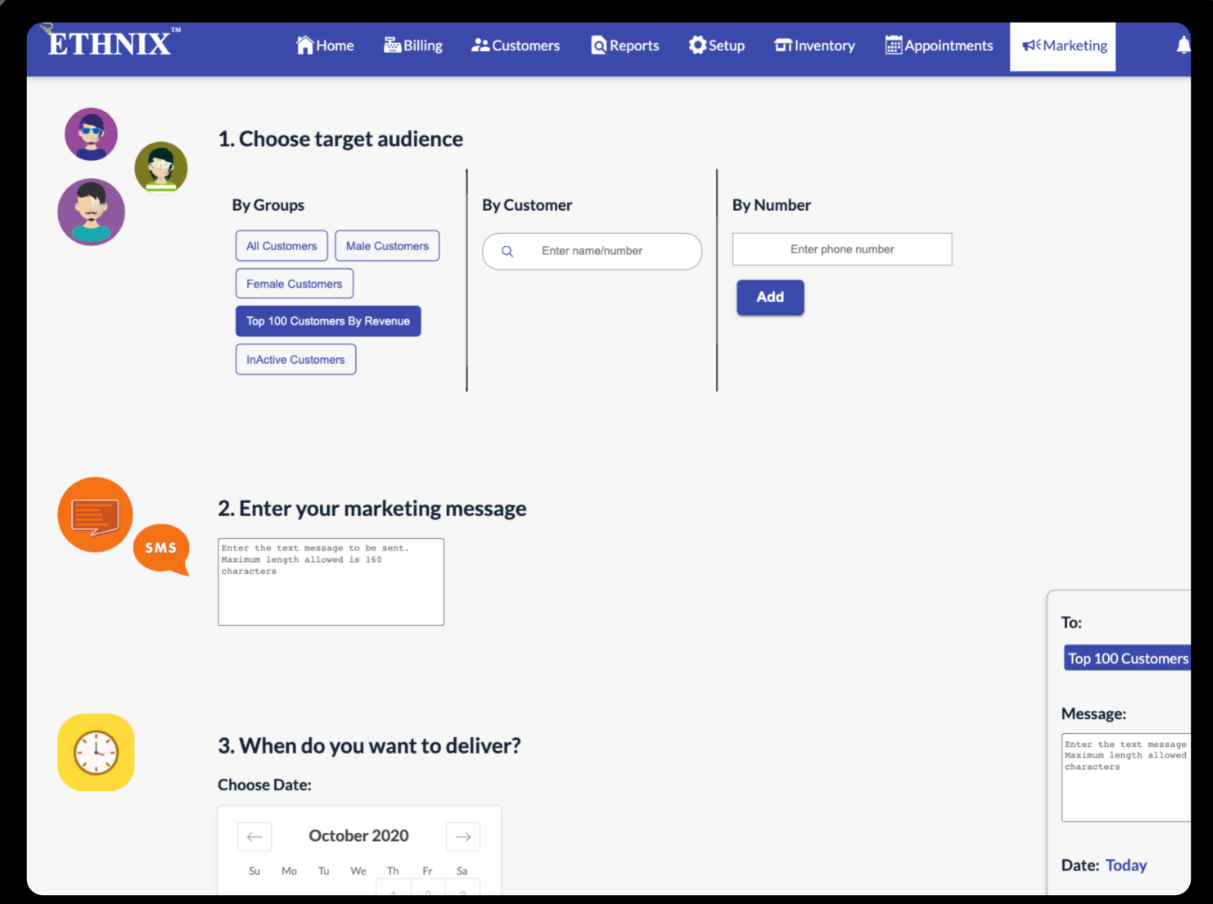 ETHNIX™
Home
Billing
Customers
Reports
Setup
Inventory
Appointments
Marketing
1. Choose target audience
By Groups
All Customers
Male Customers
Female Customers
Top 100 Customers By Revenue
InActive Customers
By Customer
Enter name/number
By Number
Enter phone number
Add
SMS
2. Enter your marketing message
Enter the text message to be sent.
Maximum length allowed is 160
characters
3. When do you want to deliver?
Choose Date:
October 2020
Su Mo Tu We Th Fr Sa
1 2 3
To:
Top 100 Customers
Message:
Enter the text message
Maximum length allowed
characters
Date: Today